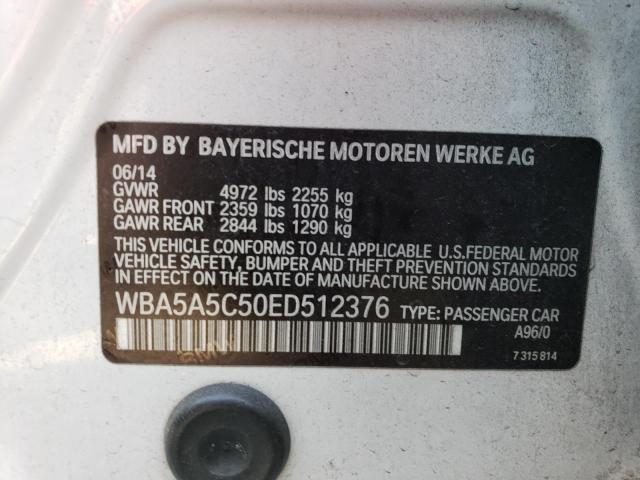 MFD BY BAYERISCHE MOTOREN WERKE AG
06/14
GVWR 4972 lbs 2255 kg
GAWR FRONT 2359 lbs 1070 kg
GAWR REAR 2844 lbs 1290 kg
THIS VEHICLE CONFORMS TO ALL APPLICABLE U.S.FEDERAL MOTOR
VEHICLE SAFETY, BUMPER AND THEFT PREVENTION STANDARDS
IN EFFECT ON THE DATE OF MANUFACTURE SHOWN ABOVE.
WBA5A5C50ED512376 TYPE: PASSENGER CAR
A96/0
7 315 814